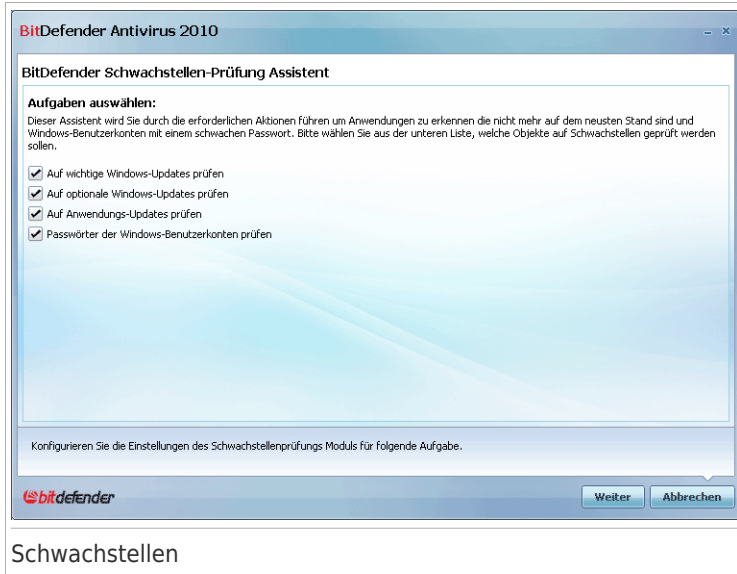 BitDefender Antivirus 2010
BitDefender Schwachstellen-Prüfung Assistent
Aufgaben auswählen:
Dieser Assistent wird Sie durch die erforderlichen Aktionen führen um Anwendungen zu erkennen die nicht mehr auf dem neusten Stand sind und
Windows-Benutzerkonten mit einem schwachen Passwort. Bitte wählen Sie aus der unteren Liste, welche Objekte auf Schwachstellen geprüft werden
sollen.
Auf wichtige Windows-Updates prüfen
Auf optionale Windows-Updates prüfen
Auf Anwendungs-Updates prüfen
Passwörter der Windows-Benutzerkonten prüfen
Konfigurieren Sie die Einstellungen des Schwachstellenprüfungs Moduls für folgende Aufgabe.
bitdefender
Weiter
Abbrechen
Schwachstellen